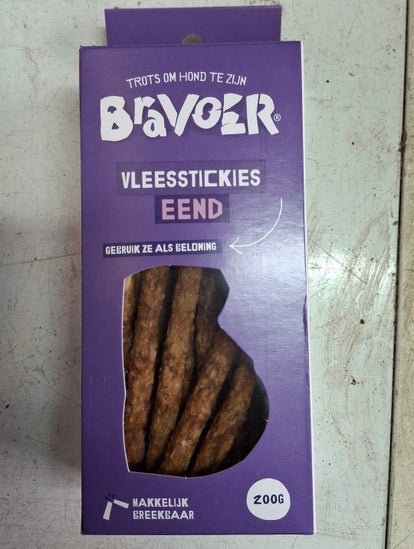 TROTS OM HOND TE ZIJN
BRAVOER®
VLEESSTICKIES
EEND
GEBRUIK ZE ALS BELONING
MAKKELIJK
BREEKBAAR
200G